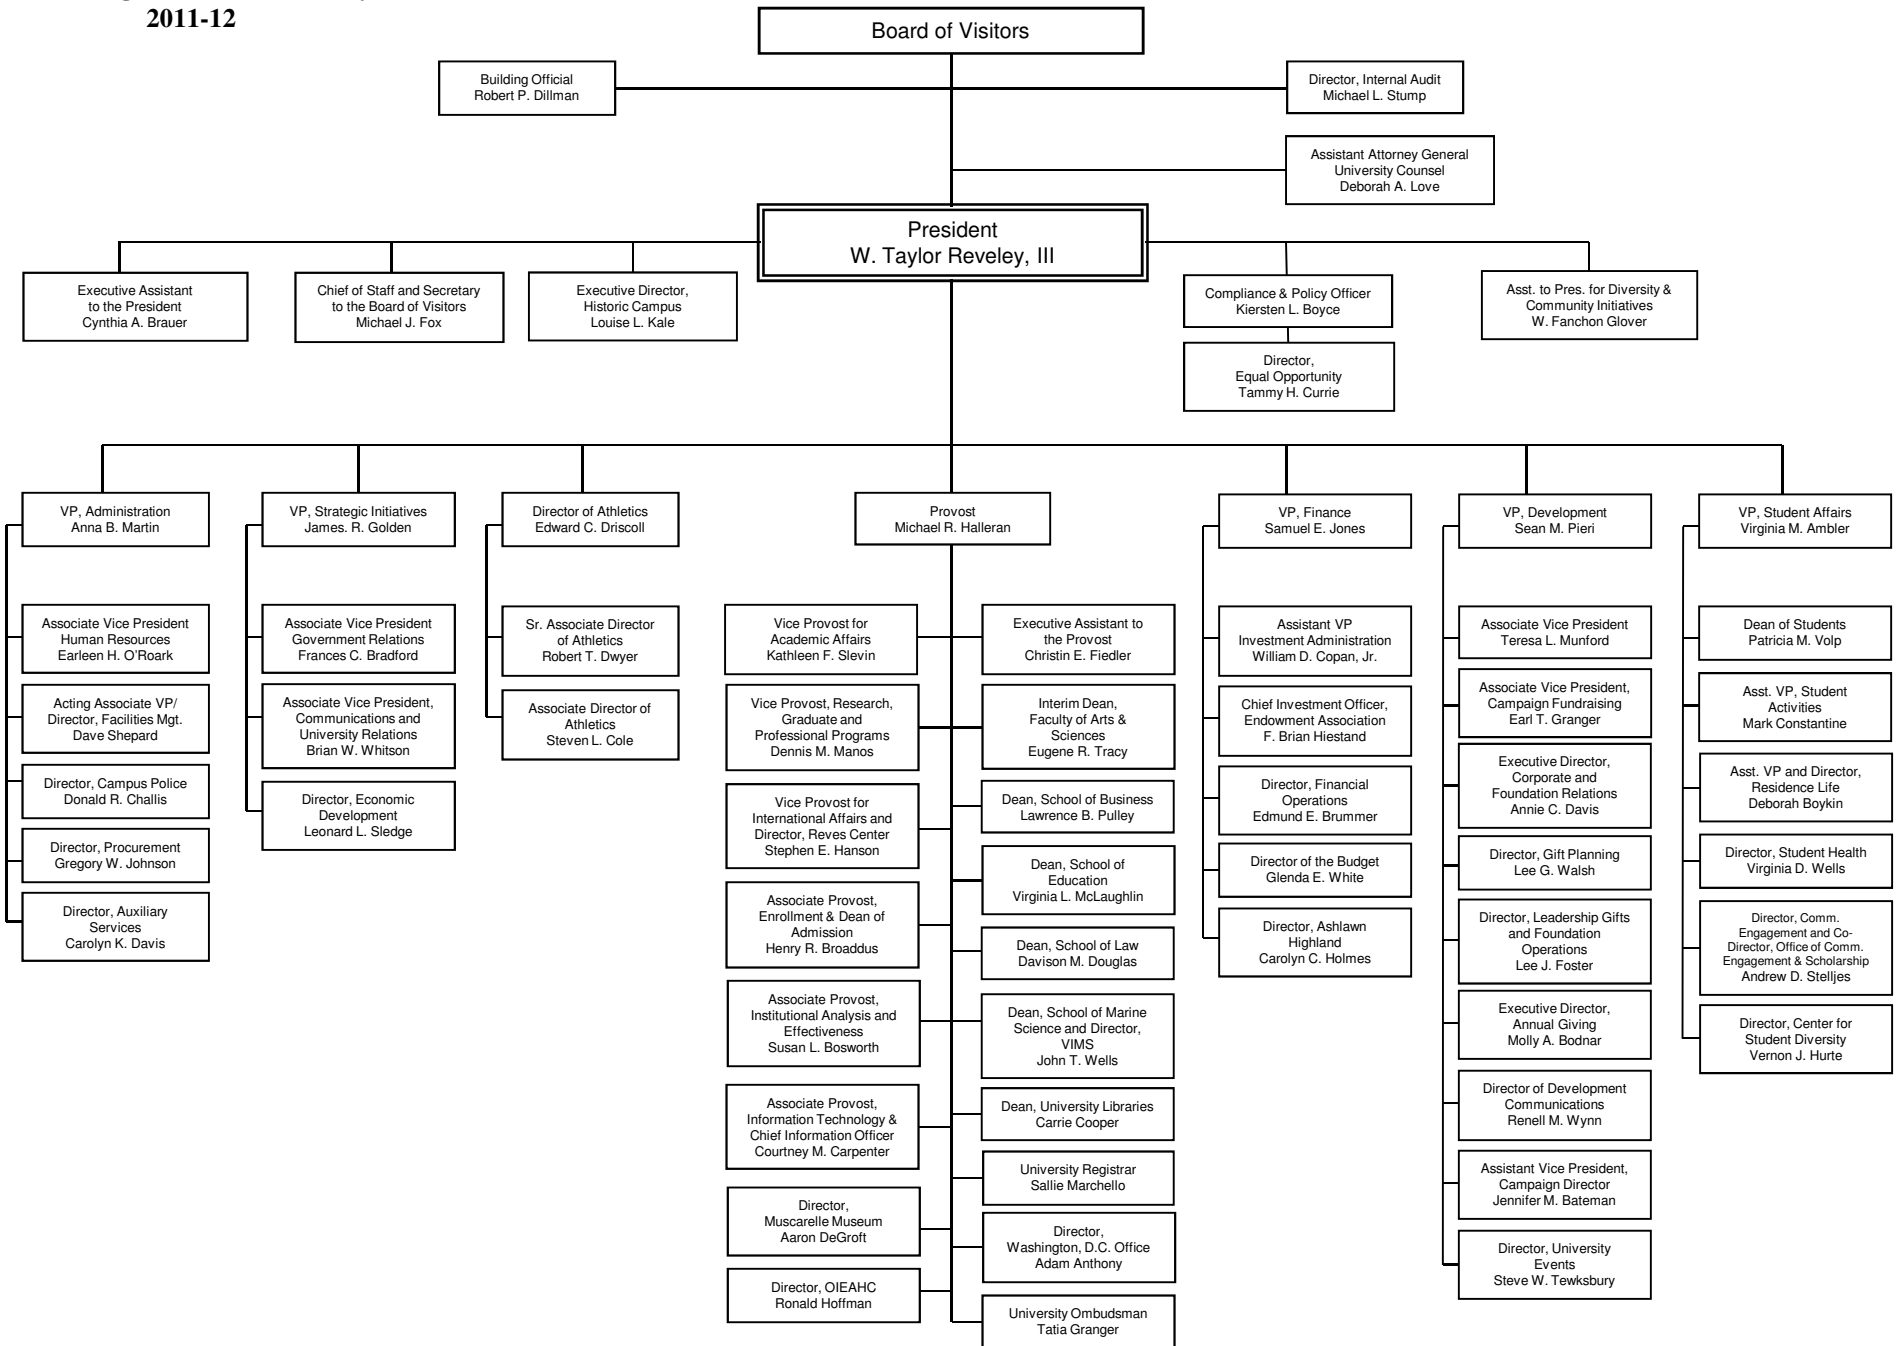 2011-12
Board of Visitors
Building Official
Robert P. Dillman
Director, Internal Audit
Michael L. Stump
Assistant Attorney General
University Counsel
Deborah A. Love
President
W. Taylor Reveley, III
Executive Assistant
to the President
Cynthia A. Brauer
Chief of Staff and Secretary
to the Board of Visitors
Michael J. Fox
Executive Director,
Historic Campus
Louise L. Kale
Compliance & Policy Officer
Kiersten L. Boyce
Asst. to Pres. for Diversity &
Community Initiatives
W. Fanchon Glover
Director,
Equal Opportunity
Tammy H. Currie
VP, Administration
Anna B. Martin
VP, Strategic Initiatives
James. R. Golden
Director of Athletics
Edward C. Driscoll
Provost
Michael R. Halleran
VP, Finance
Samuel E. Jones
VP, Development
Sean M. Pieri
VP, Student Affairs
Virginia M. Ambler
Associate Vice President
Human Resources
Earleen H. O'Roark
Acting Associate VP/
Director, Facilities Mgt.
Dave Shepard
Director, Campus Police
Donald R. Challis
Director, Procurement
Gregory W. Johnson
Director, Auxiliary
Services
Carolyn K. Davis
Associate Vice President
Government Relations
Frances C. Bradford
Associate Vice President,
Communications and
University Relations
Brian W. Whitson
Director, Economic
Development
Leonard L. Sledge
Sr. Associate Director
of Athletics
Robert T. Dwyer
Associate Director of
Athletics
Steven L. Cole
Vice Provost for
Academic Affairs
Kathleen F. Slevin
Vice Provost, Research,
Graduate and
Professional Programs
Dennis M. Manos
Vice Provost for
International Affairs and
Director, Reves Center
Stephen E. Hanson
Associate Provost,
Enrollment & Dean of
Admission
Henry R. Broaddus
Associate Provost,
Institutional Analysis and
Effectiveness
Susan L. Bosworth
Associate Provost,
Information Technology &
Chief Information Officer
Courtney M. Carpenter
Director,
Muscarelle Museum
Aaron DeGroft
Director, OIEAHC
Ronald Hoffman
Executive Assistant to
the Provost
Christin E. Fiedler
Interim Dean,
Faculty of Arts &
Sciences
Eugene R. Tracy
Dean, School of Business
Lawrence B. Pulley
Dean, School of
Education
Virginia L. McLaughlin
Dean, School of Law
Davison M. Douglas
Dean, School of Marine
Science and Director,
VIMS
John T. Wells
Dean, University Libraries
Carrie Cooper
University Registrar
Sallie Marchello
Director,
Washington, D.C. Office
Adam Anthony
University Ombudsman
Tatia Granger
Assistant VP
Investment Administration
William D. Copan, Jr.
Chief Investment Officer,
Endowment Association
F. Brian Hiestand
Director, Financial
Operations
Edmund E. Brummer
Director of the Budget
Glenda E. White
Director, Ashlawn
Highland
Carolyn C. Holmes
Associate Vice President
Teresa L. Munford
Associate Vice President,
Campaign Fundraising
Earl T. Granger
Executive Director,
Corporate and
Foundation Relations
Annie C. Davis
Director, Gift Planning
Lee G. Walsh
Director, Leadership Gifts
and Foundation
Operations
Lee J. Foster
Executive Director,
Annual Giving
Molly A. Bodnar
Director of Development
Communications
Renell M. Wynn
Assistant Vice President,
Campaign Director
Jennifer M. Bateman
Director, University
Events
Steve W. Tewksbury
Dean of Students
Patricia M. Volp
Asst. VP, Student
Activities
Mark Constantine
Asst. VP and Director,
Residence Life
Deborah Boykin
Director, Student Health
Virginia D. Wells
Director, Comm.
Engagement and Co-
Director, Office of Comm.
Engagement & Scholarship
Andrew D. Stelljes
Director, Center for
Student Diversity
Vernon J. Hurte